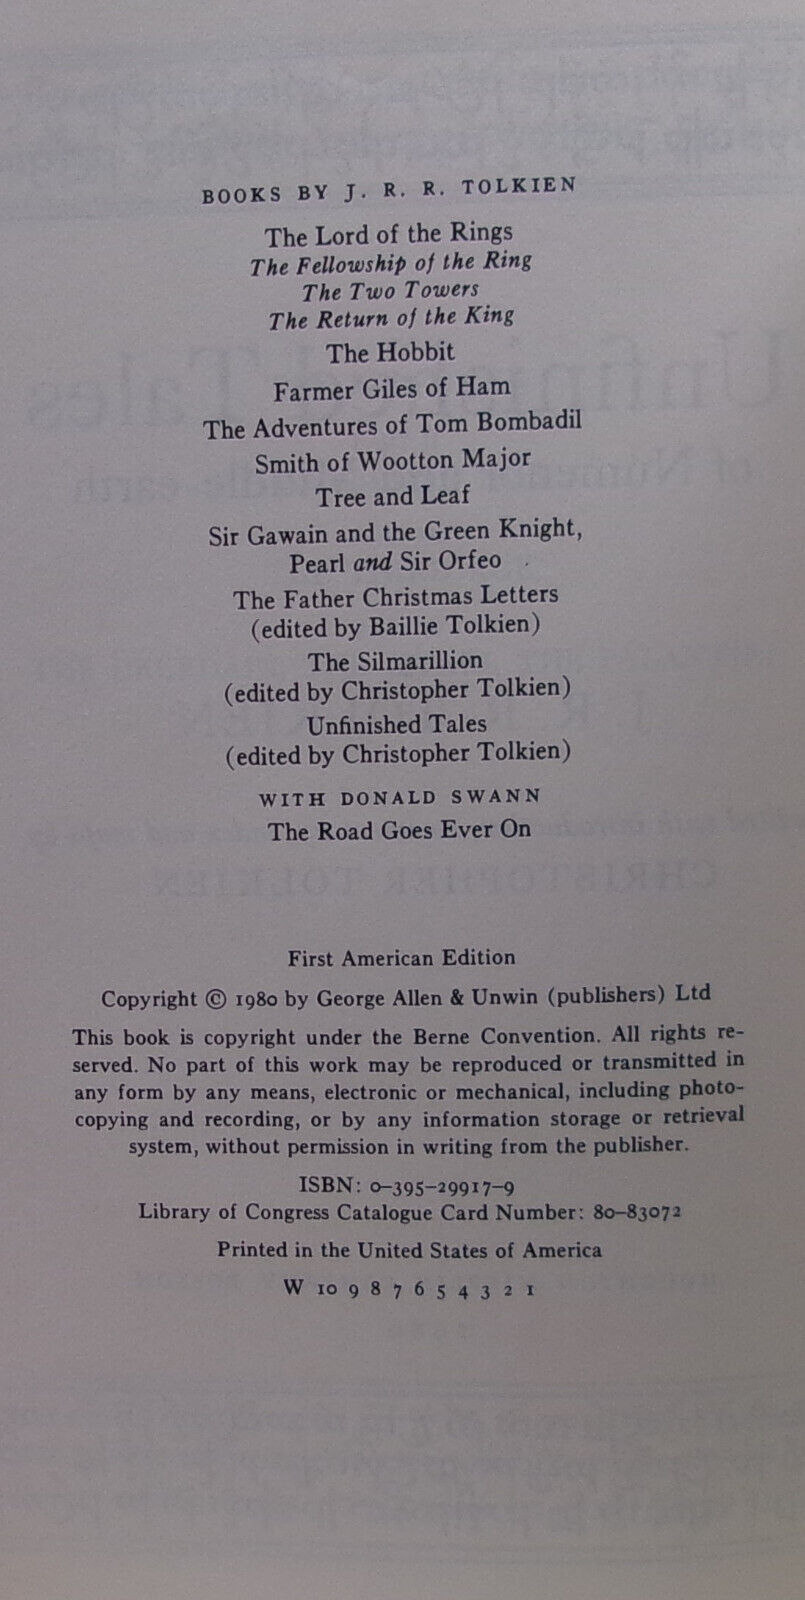 BOOKS BY J. R. R. TOLKIEN
The Lord of the Rings
The Fellowship of the Ring
The Two Towers
The Return of the King
The Hobbit
Farmer Giles of Ham
The Adventures of Tom Bombadil
Smith of Wootton Major
Tree and Leaf
Sir Gawain and the Green Knight,
Pearl and Sir Orfeo
The Father Christmas Letters
(edited by Baillie Tolkien)
The Silmarillion
(edited by Christopher Tolkien)
Unfinished Tales
(edited by Christopher Tolkien)
WITH DONALD SWANN
The Road Goes Ever On
First American Edition
Copyright © 1980 by George Allen & Unwin (publishers) Ltd
This book is copyright under the Berne Convention. All rights re-
served. No part of this work may be reproduced or transmitted in
any form by any means, electronic or mechanical, including photo-
copying and recording, or by any information storage or retrieval
system, without permission in writing from the publisher.
ISBN: 0-395-29917-9
Library of Congress Catalogue Card Number: 80-83072
Printed in the United States of America
W 10 9 8 7 6 5 4 3 2 1